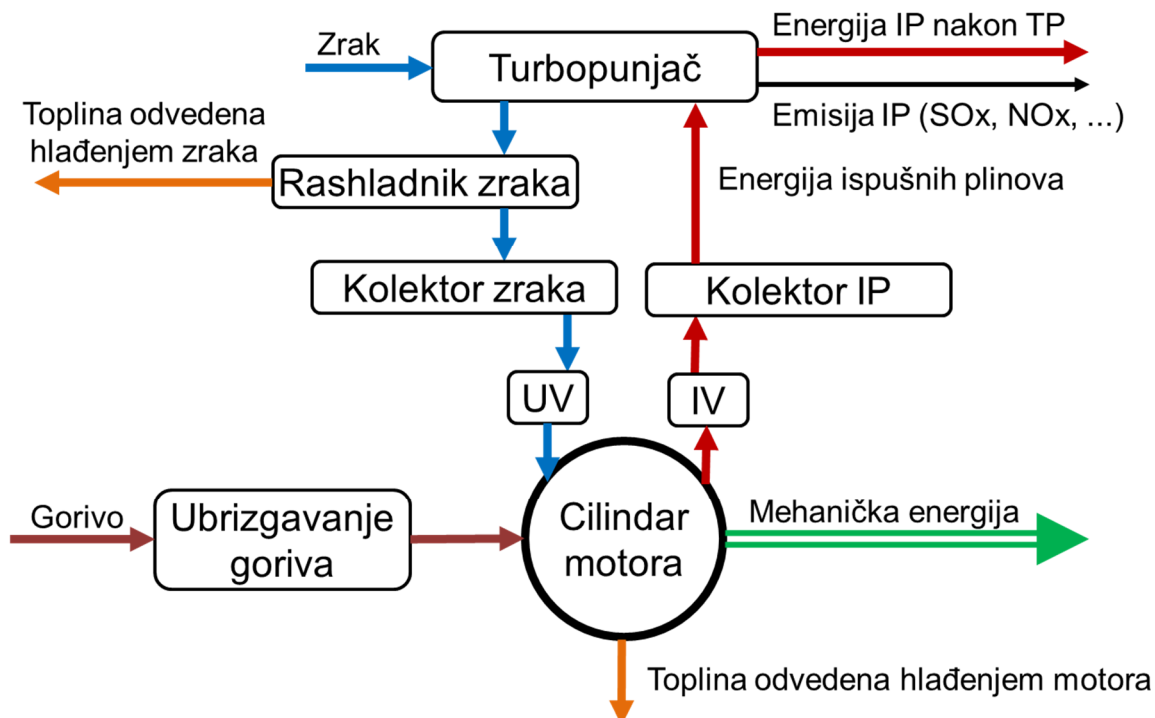 Zrak
Turbopunjač
Energija IP nakon TP
Emisija IP (SOx, NOx, ...)
Toplina odvedena
hlađenjem zraka
Rashladnik zraka
Energija ispušnih plinova
Kolektor zraka
Kolektor IP
UV
IV
Gorivo
Ubrizgavanje
goriva
Cilindar
motora
Mehanička energija
Toplina odvedena hlađenjem motora